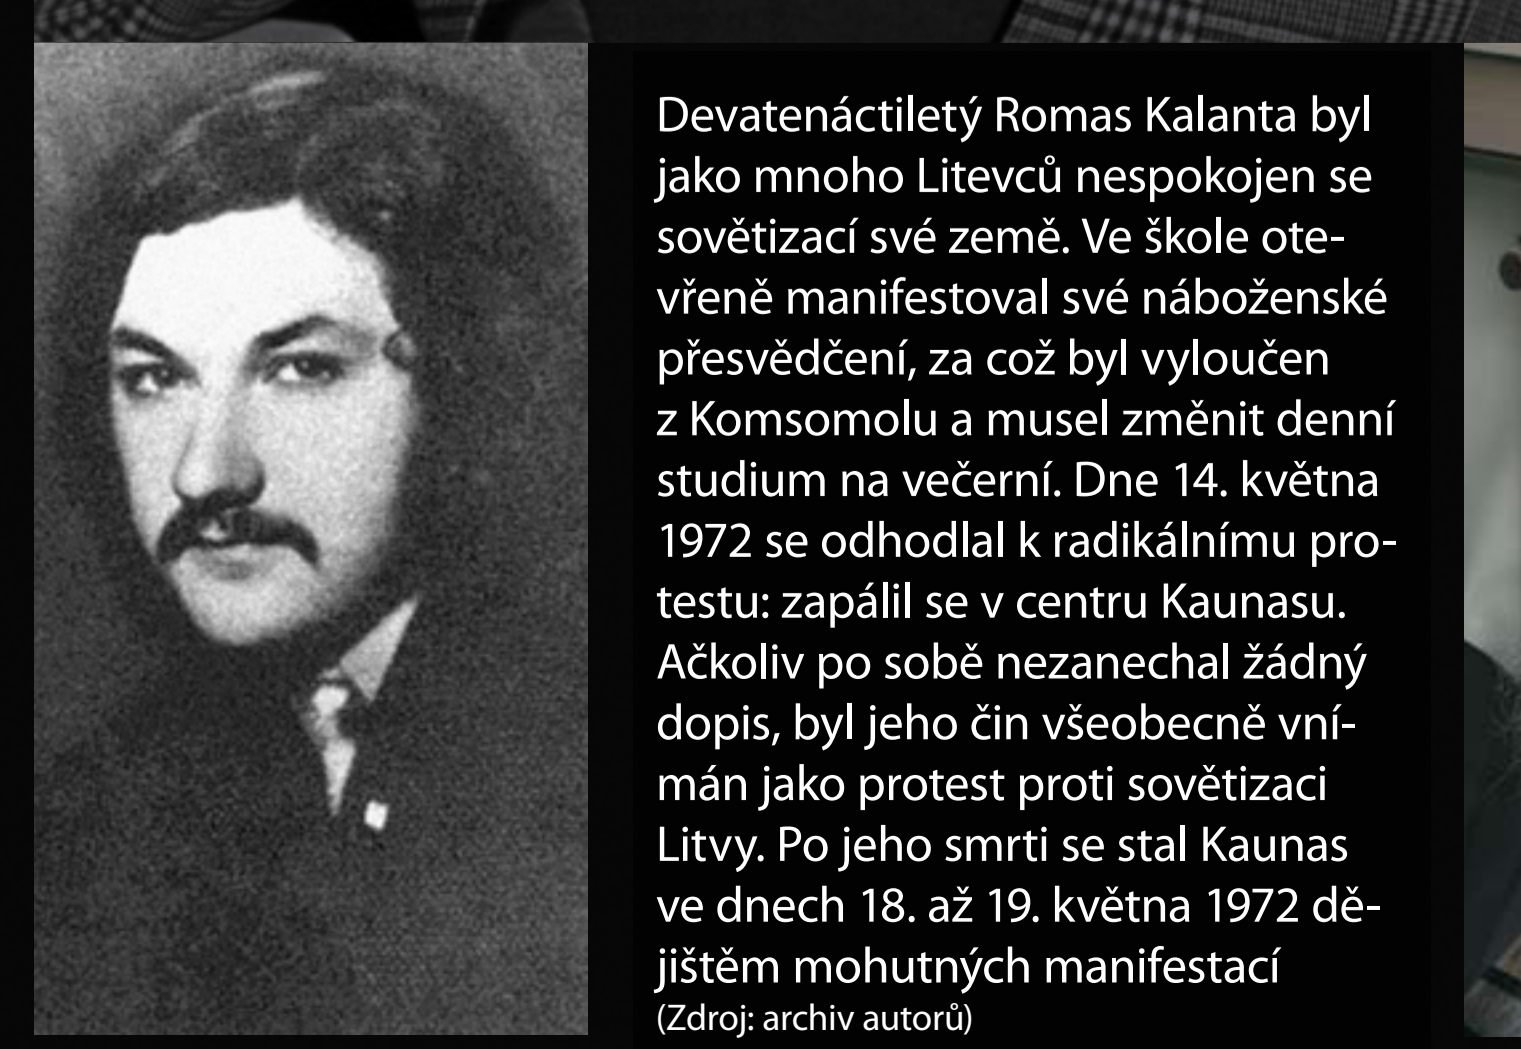 Devatenáctiletý Romas Kalanta byl
jako mnoho Litevců nespokojen se
sovětizací své země. Ve škole ote-
vřeně manifestoval své náboženské
přesvědčení, za což byl vyloučen
z Komsomolu a musel změnit denní
studium na večerní. Dne 14. května
1972 se odhodlal k radikálnímu pro-
testu: zapálil se v centru Kaunasu.
Ačkoliv po sobě nezanechal žádný
dopis, byl jeho čin všeobecně vní-
mán jako protest proti sovětizaci
Litvy. Po jeho smrti se stal Kaunas
ve dnech 18. až 19. května 1972 dě-
jištěm mohutných manifestací
(Zdroj: archiv autorů)